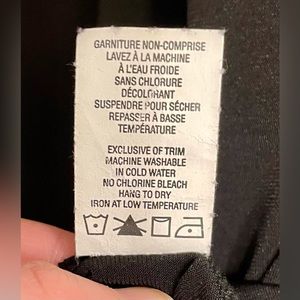 GARNITURE NON-COMPRISE
LAVEZ À LA MACHINE
À L'EAU FROIDE
SANS CHLORURE
DÉCOLORANT
SUSPENDRE POUR SÉCHER
REPASSER À BASSE
TEMPÉRATURE
EXCLUSIVE OF TRIM
MACHINE WASHABLE
IN COLD WATER
NO CHLORINE BLEACH
HANG TO DRY
IRON AT LOW TEMPERATURE